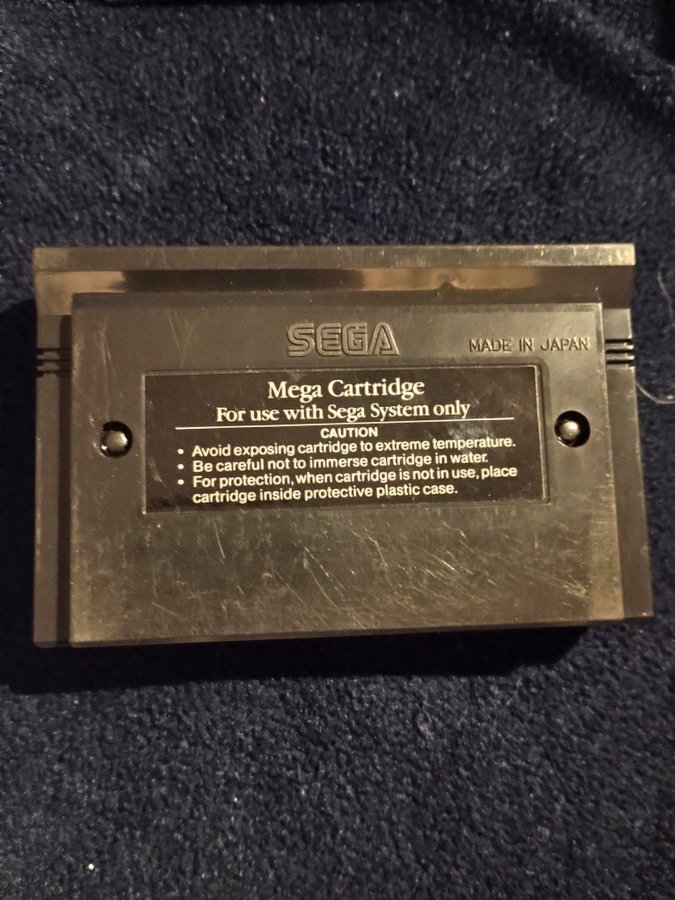 SEGA
MADE IN JAPAN
Mega Cartridge
For use with Sega System only
CAUTION
• Avoid exposing cartridge to extreme temperature.
• Be careful not to immerse cartridge in water.
• For protection, when cartridge is not in use, place
cartridge inside protective plastic case.